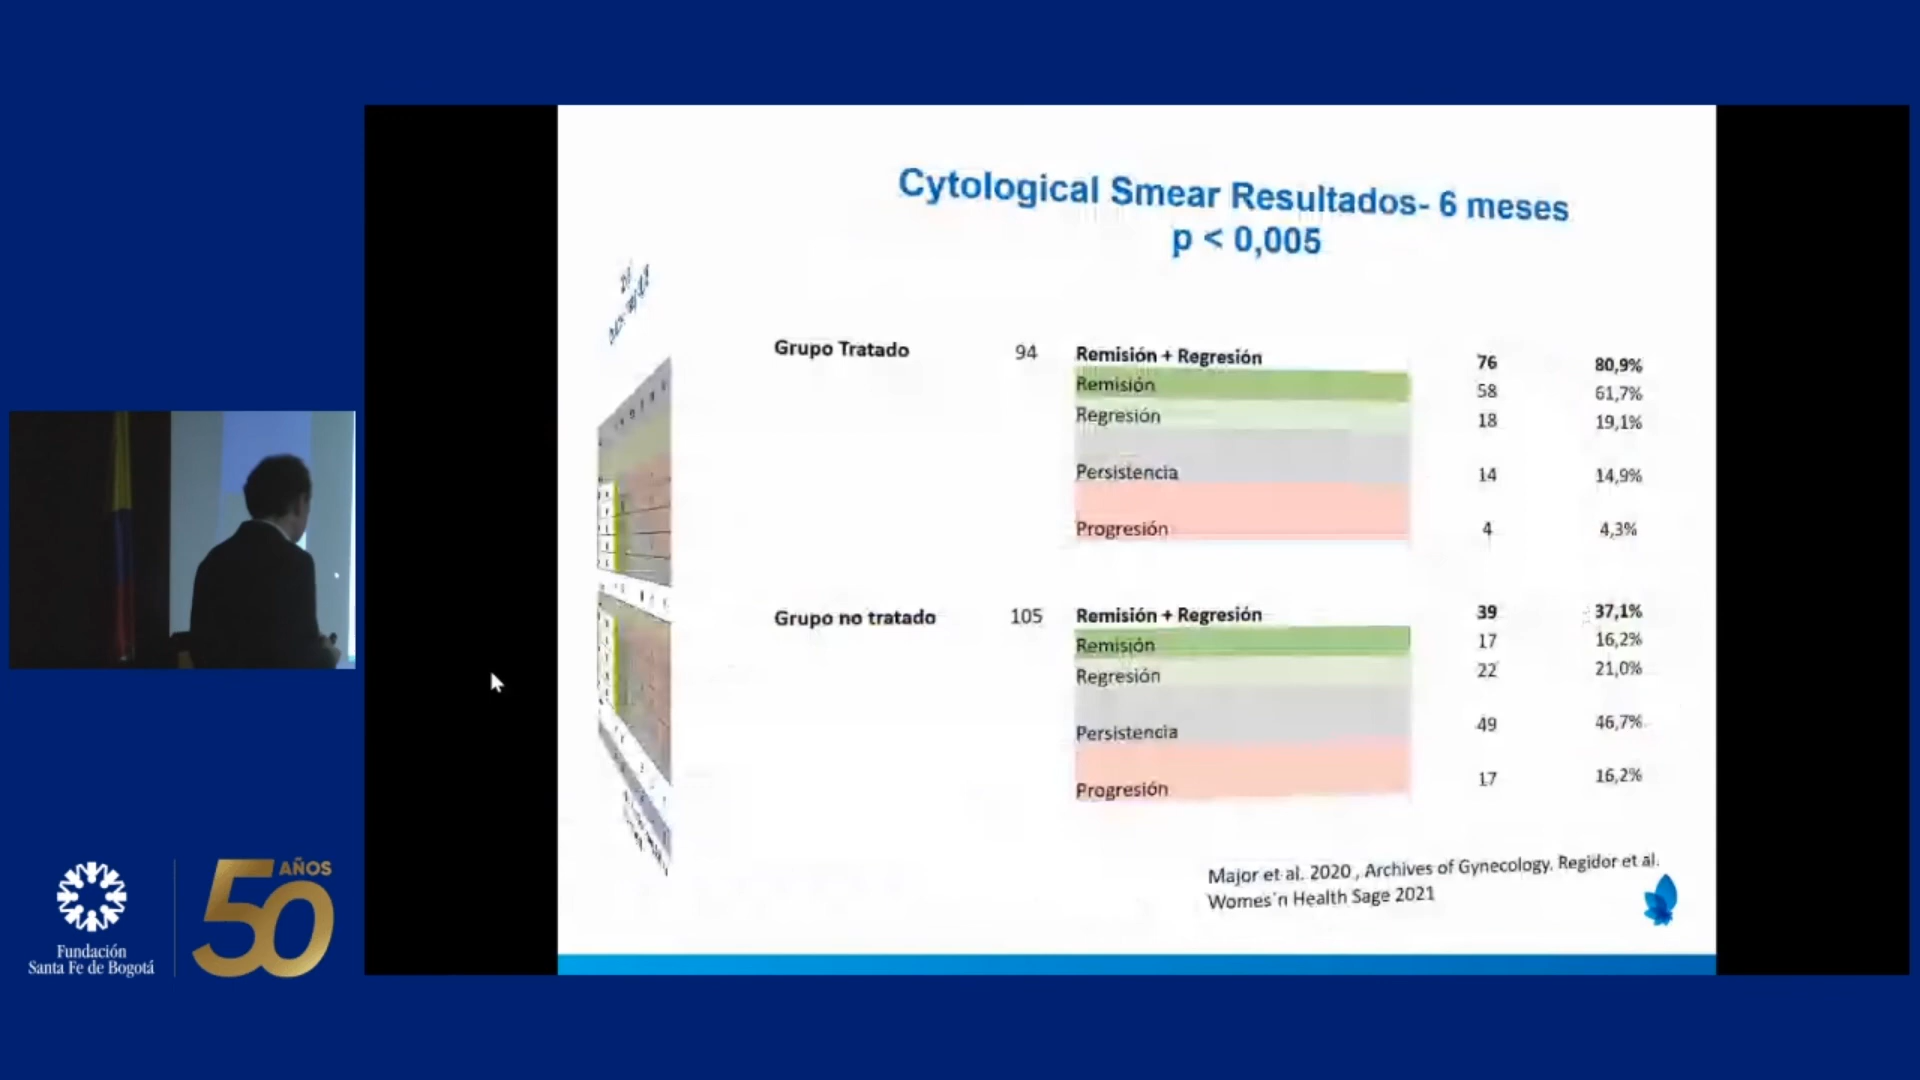 Cytological Smear Resultados- 6 meses
p < 0,005
Grupo Tratado 94 Remisión + Regresión 76 80,9%
Remisión 58 61,7%
Regresión 18 19,1%
Persistencia 14 14,9%
Progresión 4 4,3%
Grupo no tratado 105 Remisión + Regresión 39 37,1%
Remisión 17 16,2%
Regresión 22 21,0%
Persistencia 49 46,7%
Progresión 17 16,2%
Major et al. 2020 , Archives of Gynecology. Regidor et al.
Womes´n Health Sage 2021
Fundación
Santa Fe de Bogotá
50 AÑOS